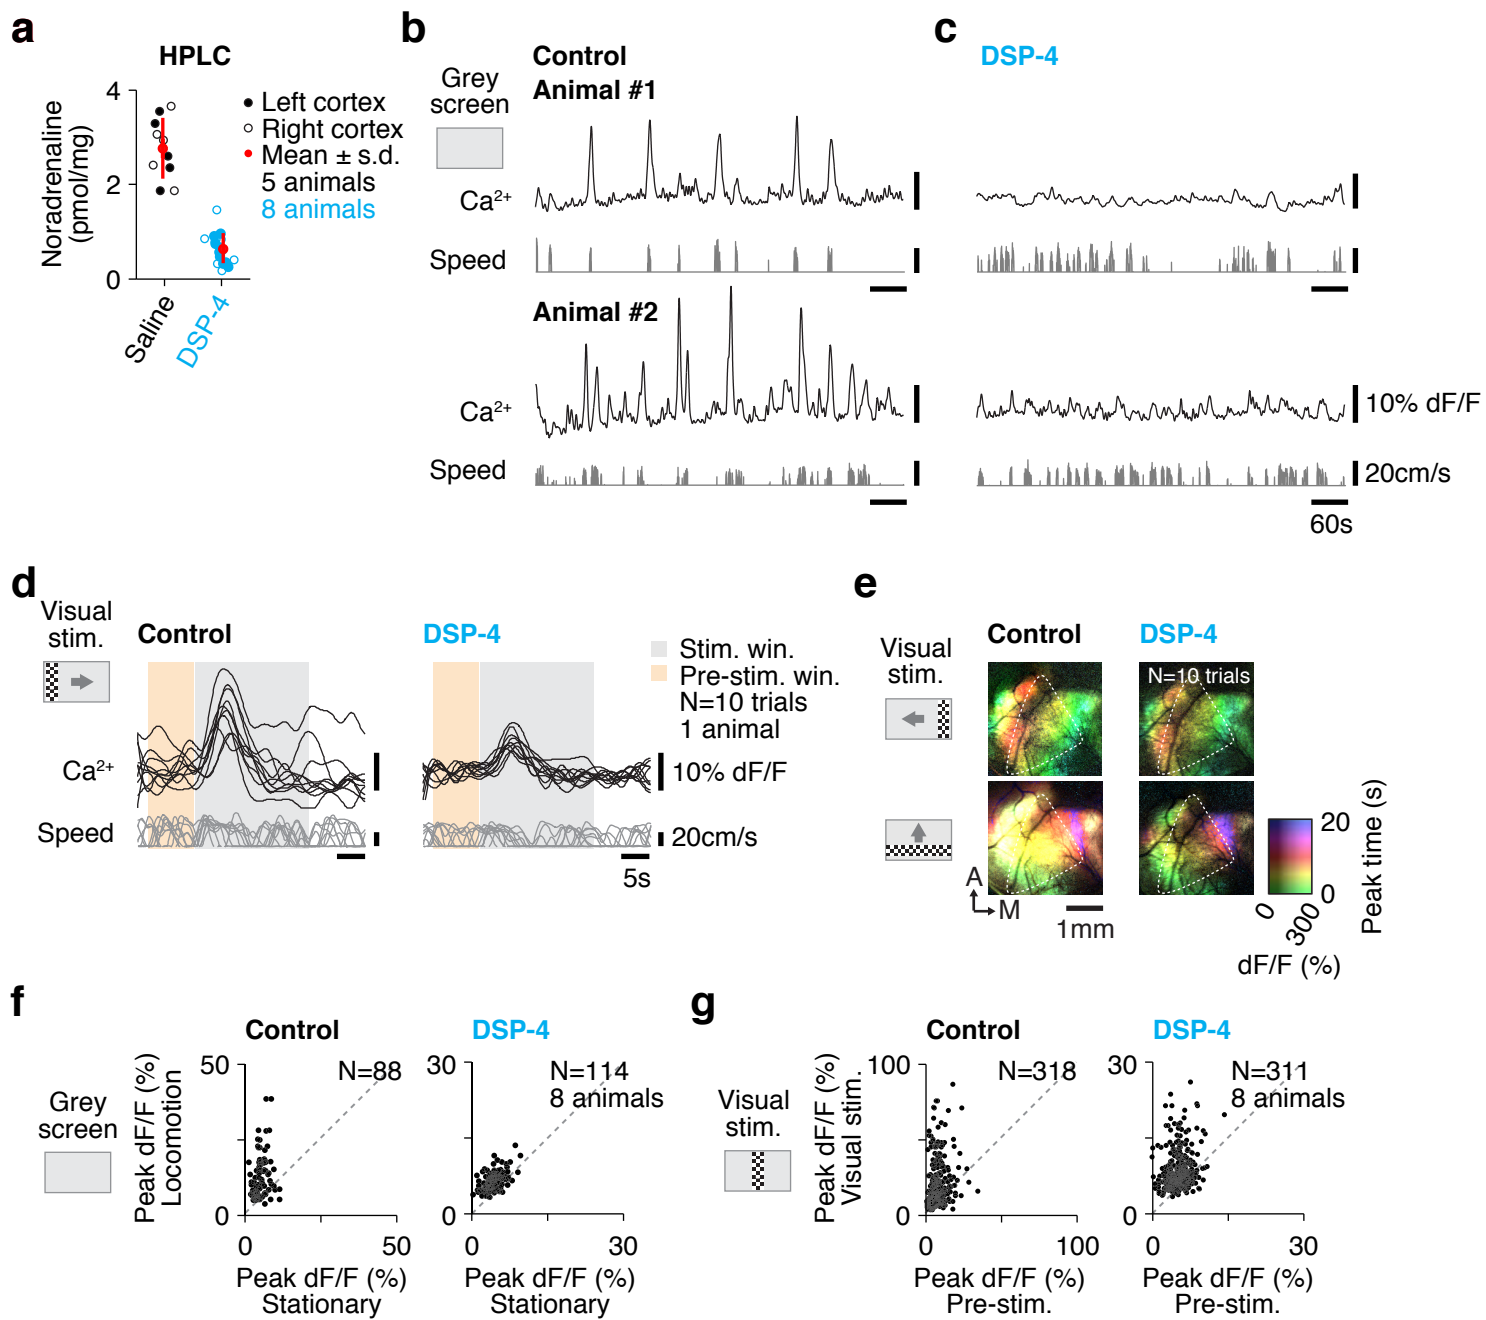 a
HPLC
Noradrenaline
(pmol/mg)
4
2
0
Saline
DSP-4
Left cortex
Right cortex
Mean ± s.d.
5 animals
8 animals
b
Control
Grey
screen
Animal #1
Ca2+
Speed
Animal #2
Ca2+
Speed
c
DSP-4
10% dF/F
20cm/s
60s
d
Visual
stim.
Control
DSP-4
Stim. win.
Pre-stim. win.
N=10 trials
1 animal
Ca2+
10% dF/F
Speed
20cm/s
5s
e
Visual
stim.
Control
DSP-4
N=10 trials
A
M
1mm
20
0
Peak time (s)
0
300
dF/F (%)
f
Grey
screen
Control
Peak dF/F (%)
Locomotion
50
0
N=88
0
50
Peak dF/F (%)
Stationary
DSP-4
30
0
N=114
8 animals
0
30
Peak dF/F (%)
Stationary
g
Visual
stim.
Control
Peak dF/F (%)
Visual stim.
100
0
N=318
0
100
Peak dF/F (%)
Pre-stim.
DSP-4
30
0
N=311
8 animals
0
30
Peak dF/F (%)
Pre-stim.